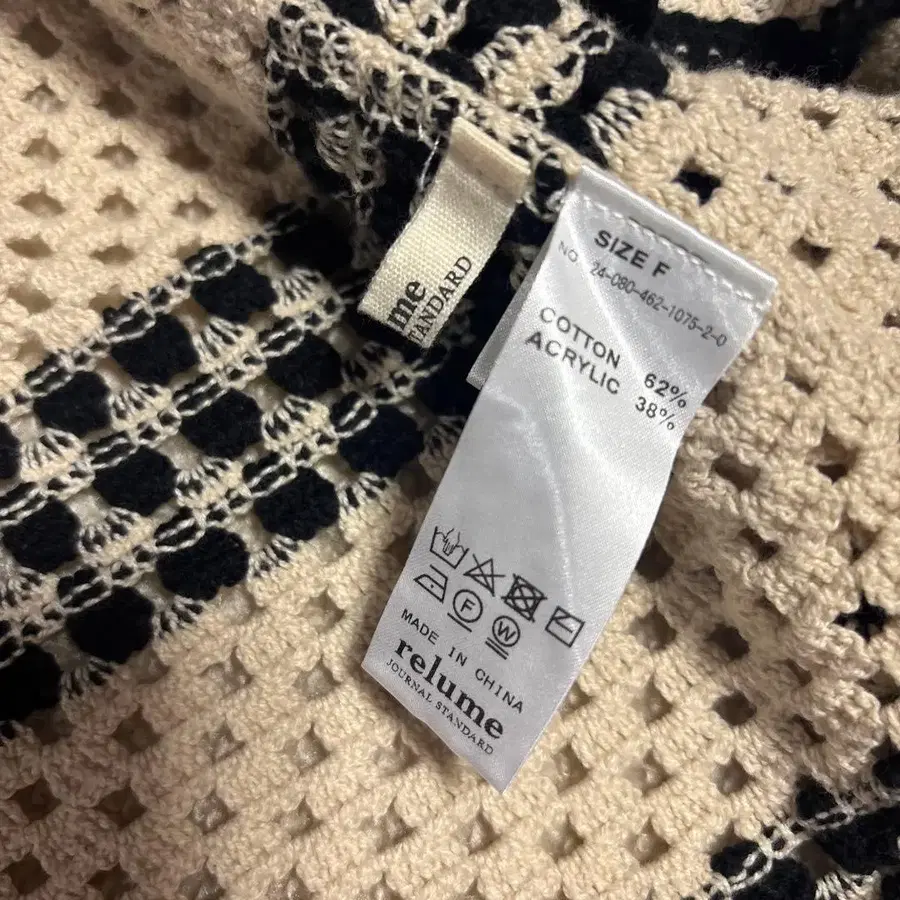 me
TANDARD
SIZE F
NO. 24-080-462-1075-2-0
COTTON 62%
ACRYLIC 38%
F
W
MADE IN CHINA
relume
JOURNAL STANDARD